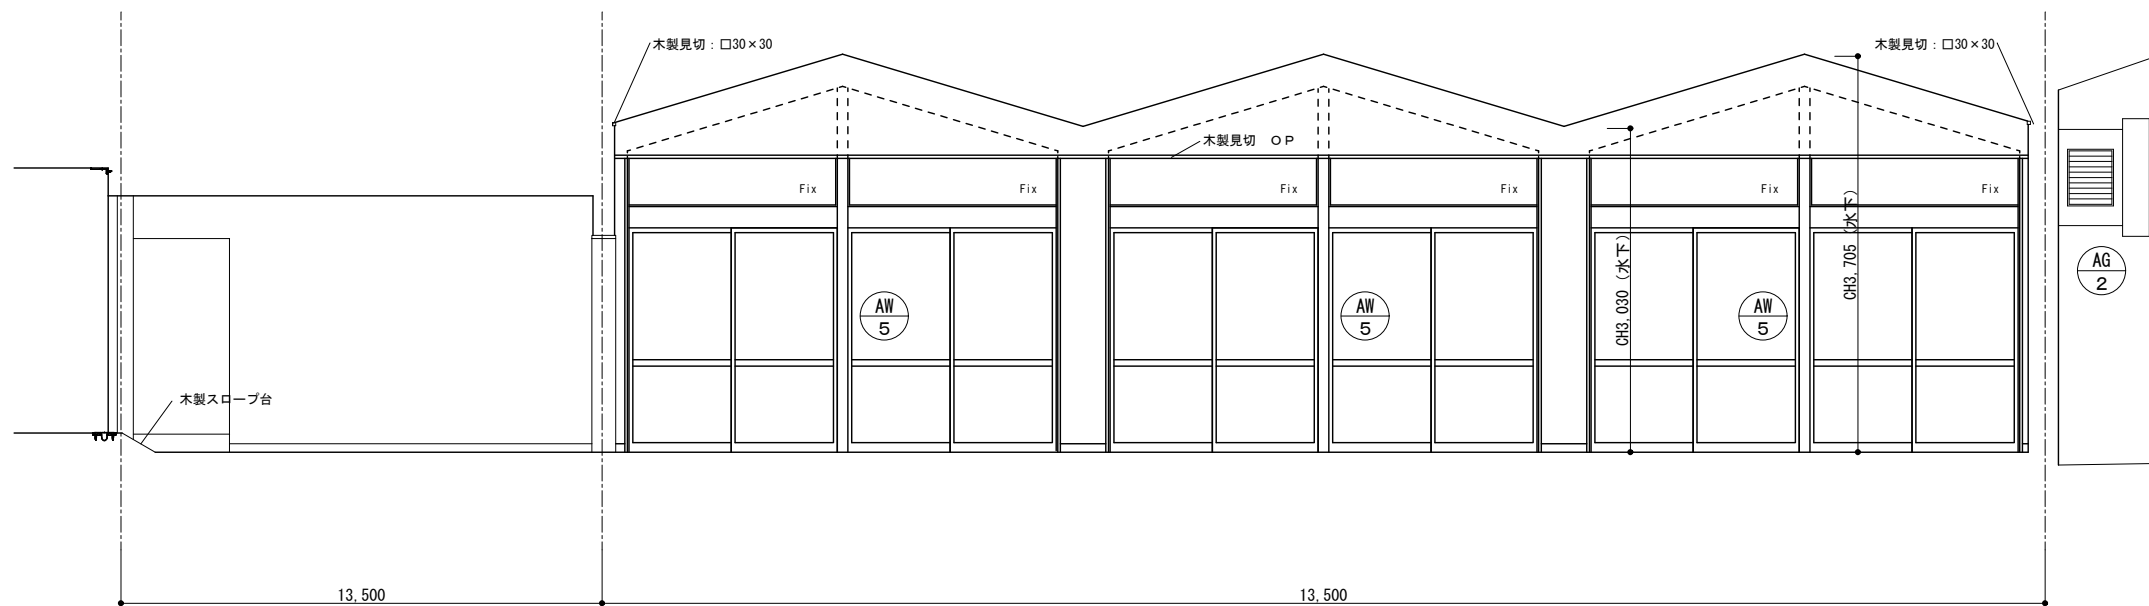 木製見切：□30×30
木製見切：□30×30
木製見切　ＯＰ
Fix
Fix
Fix
Fix
Fix
Fix
CH3,705（水下）
CH3,030（水下）
AG
2
AW
5
AW
5
AW
5
木製スロープ台
13,500
13,500